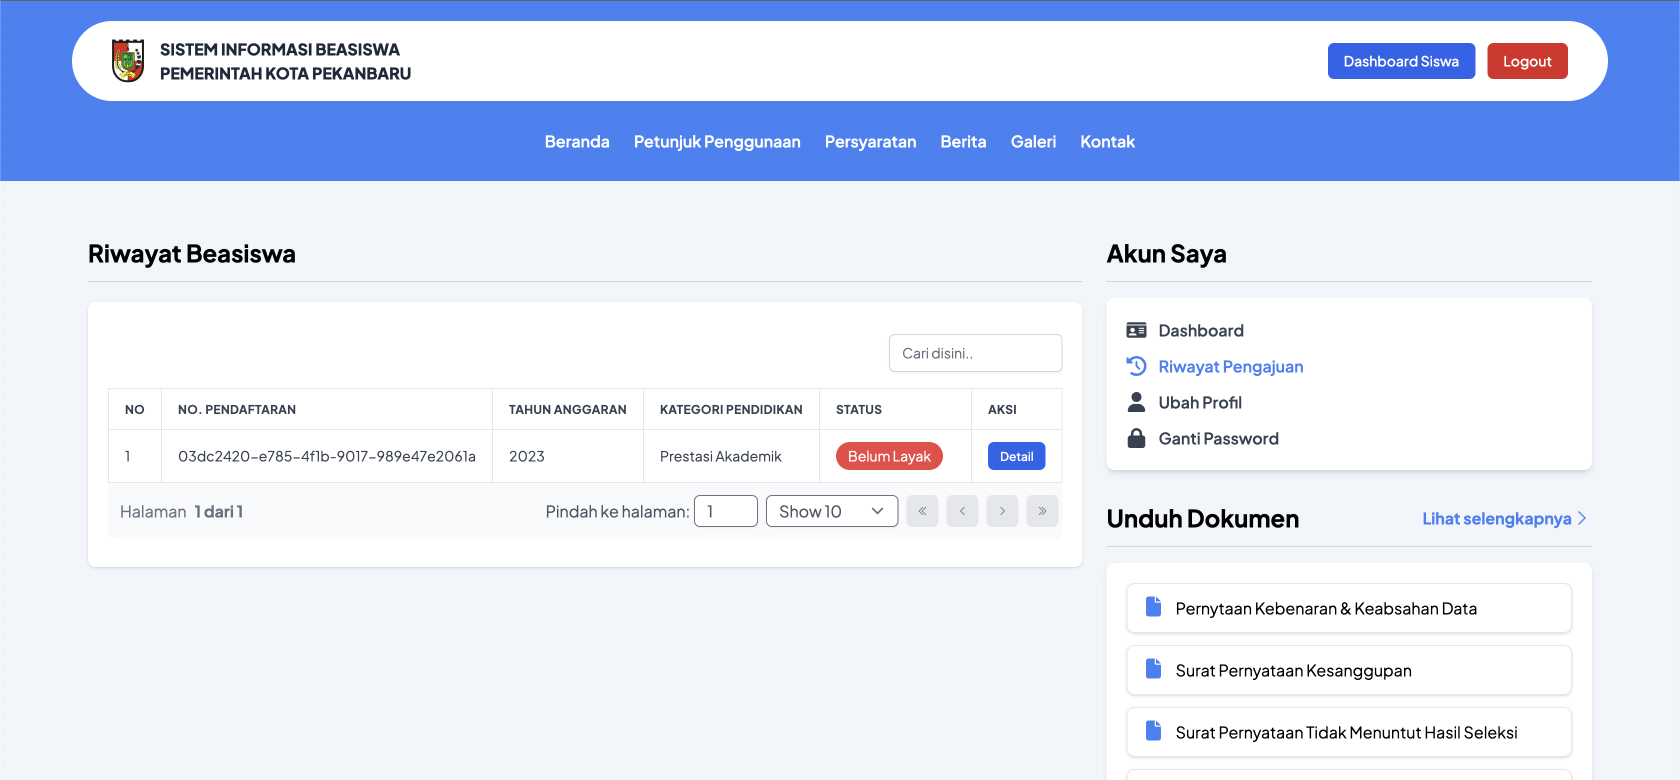 SISTEM INFORMASI BEASISWA
PEMERINTAH KOTA PEKANBARU
Dashboard Siswa
Logout
Beranda
Petunjuk Penggunaan
Persyaratan
Berita
Galeri
Kontak
Riwayat Beasiswa
Cari disini..
NO
NO. PENDAFTARAN
TAHUN ANGGARAN
KATEGORI PENDIDIKAN
STATUS
AKSI
1
03dc2420-e785-4f1b-9017-989e47e2061a
2023
Prestasi Akademik
Belum Layak
Detail
Halaman 1 dari 1
Pindah ke halaman: 1
Show 10
«
‹
›
»
Akun Saya
Dashboard
Riwayat Pengajuan
Ubah Profil
Ganti Password
Unduh Dokumen
Lihat selengkapnya
Pernytaan Kebenaran & Keabsahan Data
Surat Pernyataan Kesanggupan
Surat Pernyataan Tidak Menuntut Hasil Seleksi